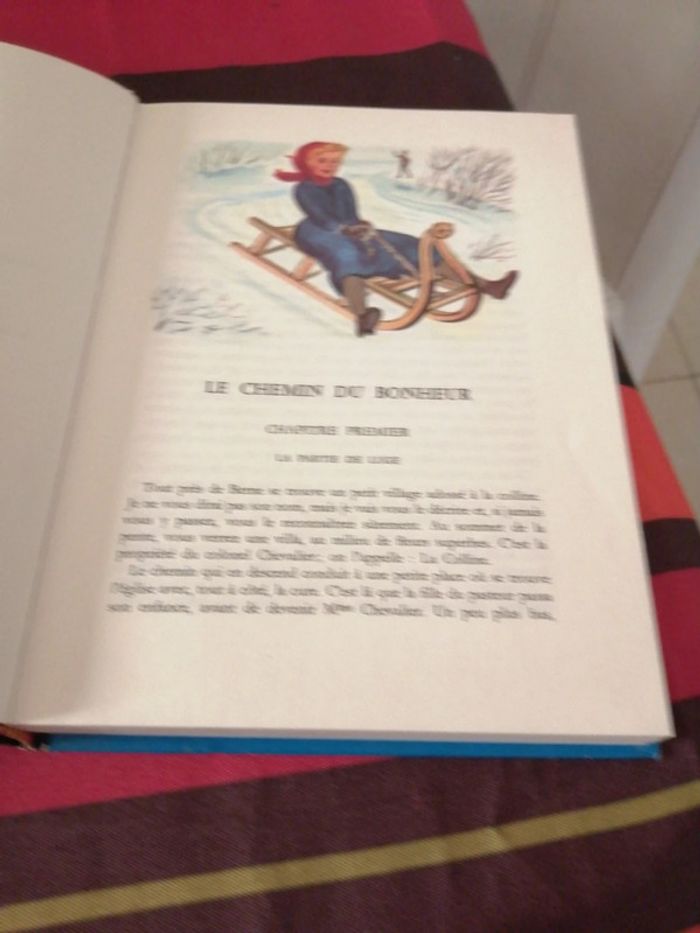 LE CHEMIN DU BONHEUR
CHAPITRE PREMIER
LA PARTIE DE LUGE
Tout près de Berne se trouve un petit village adossé à la colline.
Je ne vous dirai pas son nom, mais je vais vous le décrire et, si jamais
vous y passez, vous le reconnaîtrez sûrement. Au sommet de la
pente, vous verrez une villa, au milieu de fleurs superbes. C'est la
propriété du colonel Chevalier; on l'appelle « La Colline ».
Le chemin qui en descend conduit à une petite place où se trouve
l'église avec, tout à côté, la cure. C'est là que la fille du pasteur passa
son enfance, avant de devenir Mme Chevalier. Un peu plus bas,